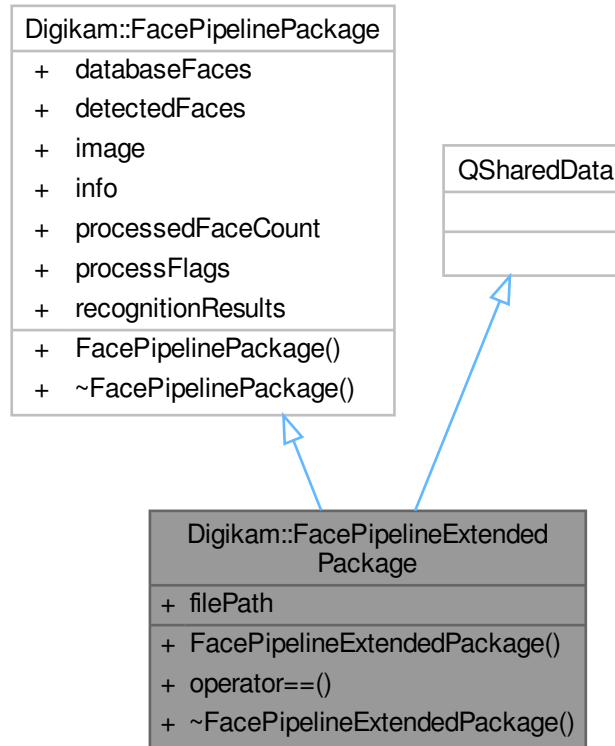 Digikam::FacePipelinePackage
+ databaseFaces
+ detectedFaces
+ image
+ info
+ processedFaceCount
+ processFlags
+ recognitionResults
+ FacePipelinePackage()
+ ~FacePipelinePackage()
QSharedData
Digikam::FacePipelineExtended
Package
+ filePath
+ FacePipelineExtendedPackage()
+ operator==()
+ ~FacePipelineExtendedPackage()